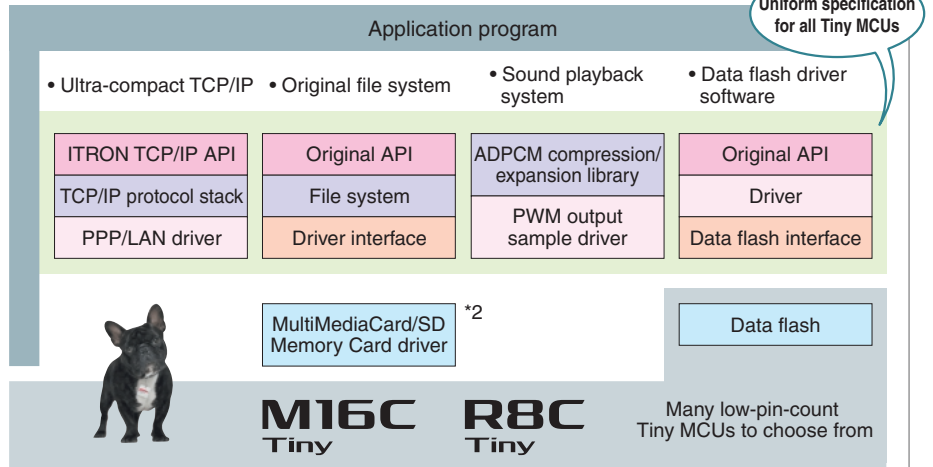 Uniform specification
for all Tiny MCUs
Application program
• Ultra-compact TCP/IP
• Original file system
• Sound playback
system
• Data flash driver
software
ITRON TCP/IP API
TCP/IP protocol stack
PPP/LAN driver
Original API
File system
Driver interface
ADPCM compression/
expansion library
PWM output
sample driver
Original API
Driver
Data flash interface
MultiMediaCard/SD
Memory Card driver
*2
Data flash
M16C
Tiny
R8C
Tiny
Many low-pin-count
Tiny MCUs to choose from